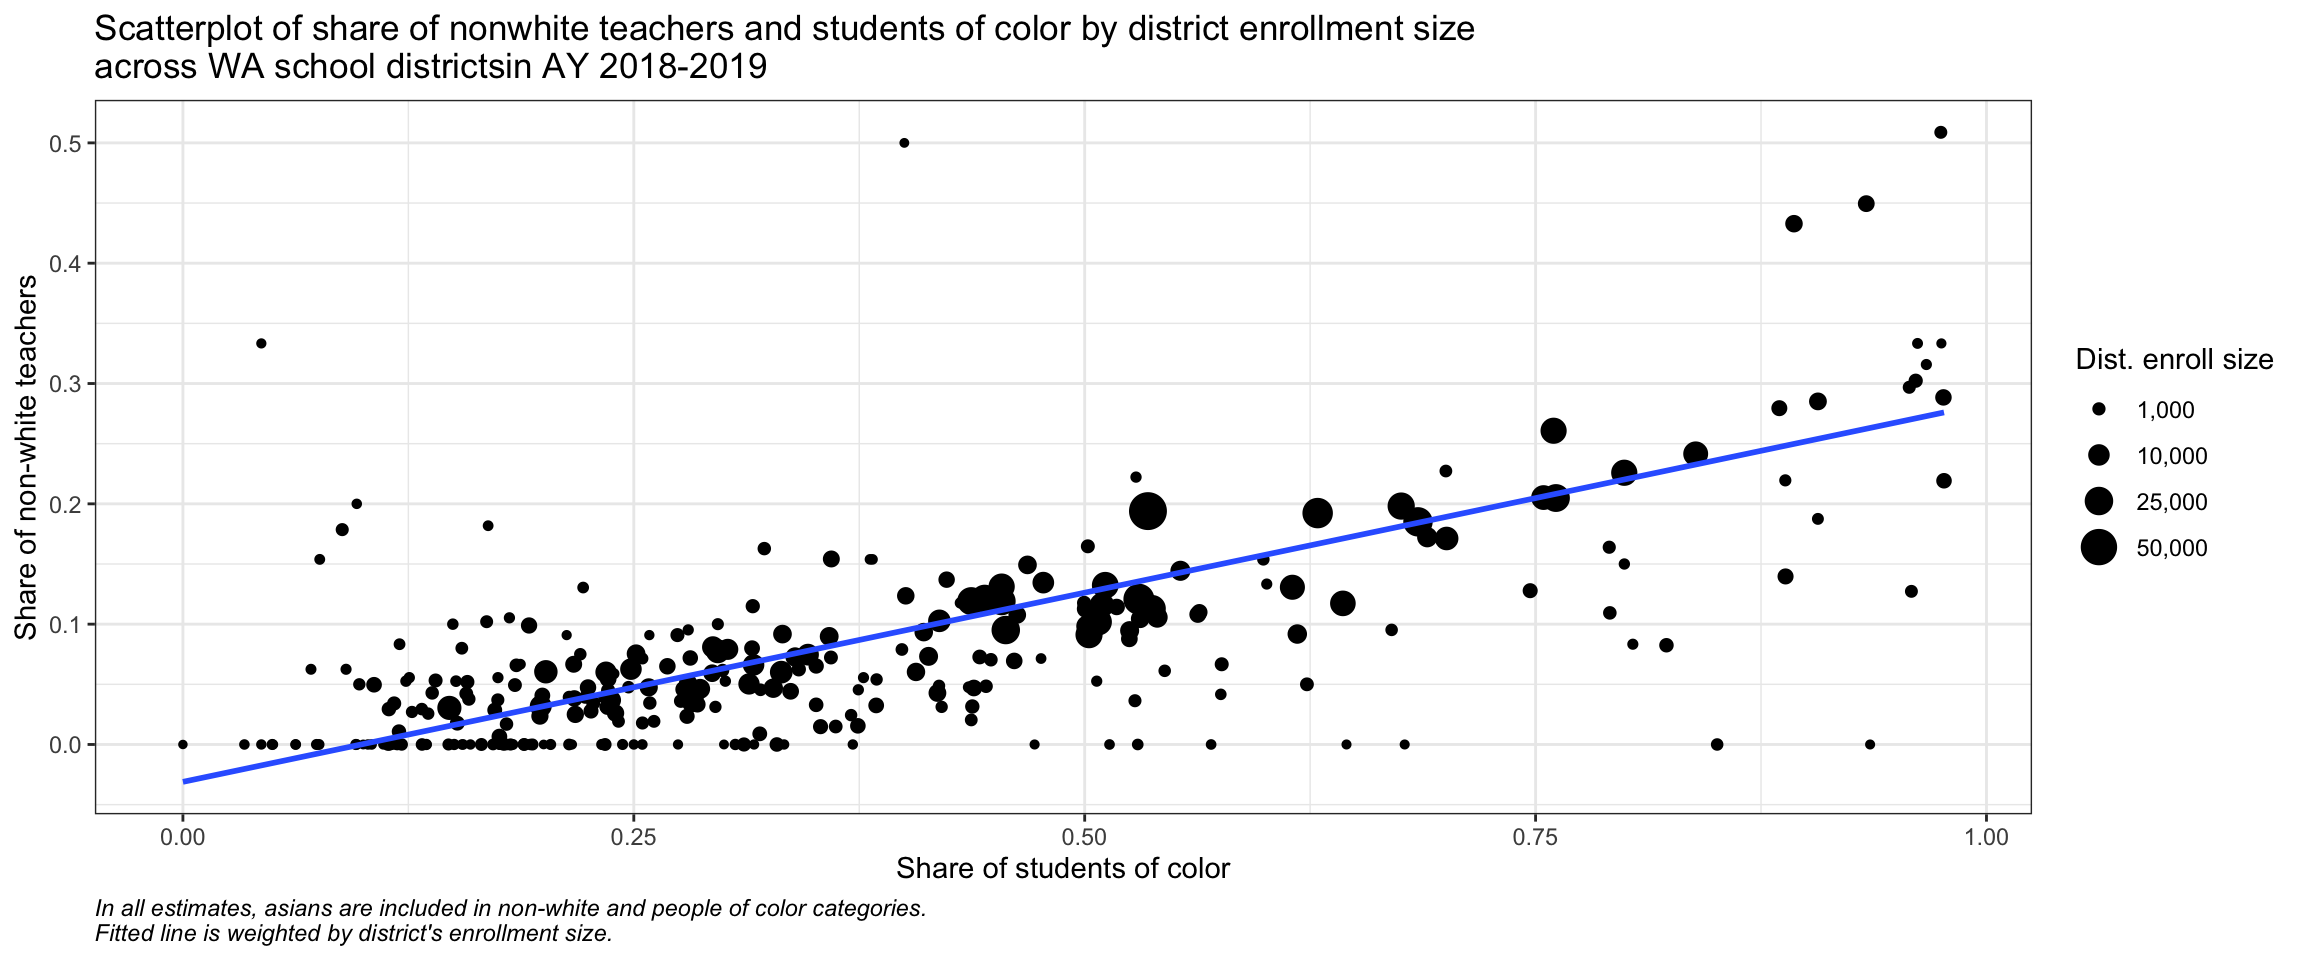 Scatterplot of share of nonwhite teachers and students of color by district enrollment size
across WA school districtsin AY 2018-2019
0.5
0.4
0.3
0.2
0.1
0.0
Share of non-white teachers
0.00
0.25
0.50
0.75
1.00
Share of students of color
Dist. enroll size
1,000
10,000
25,000
50,000
In all estimates, asians are included in non-white and people of color categories.
Fitted line is weighted by district's enrollment size.